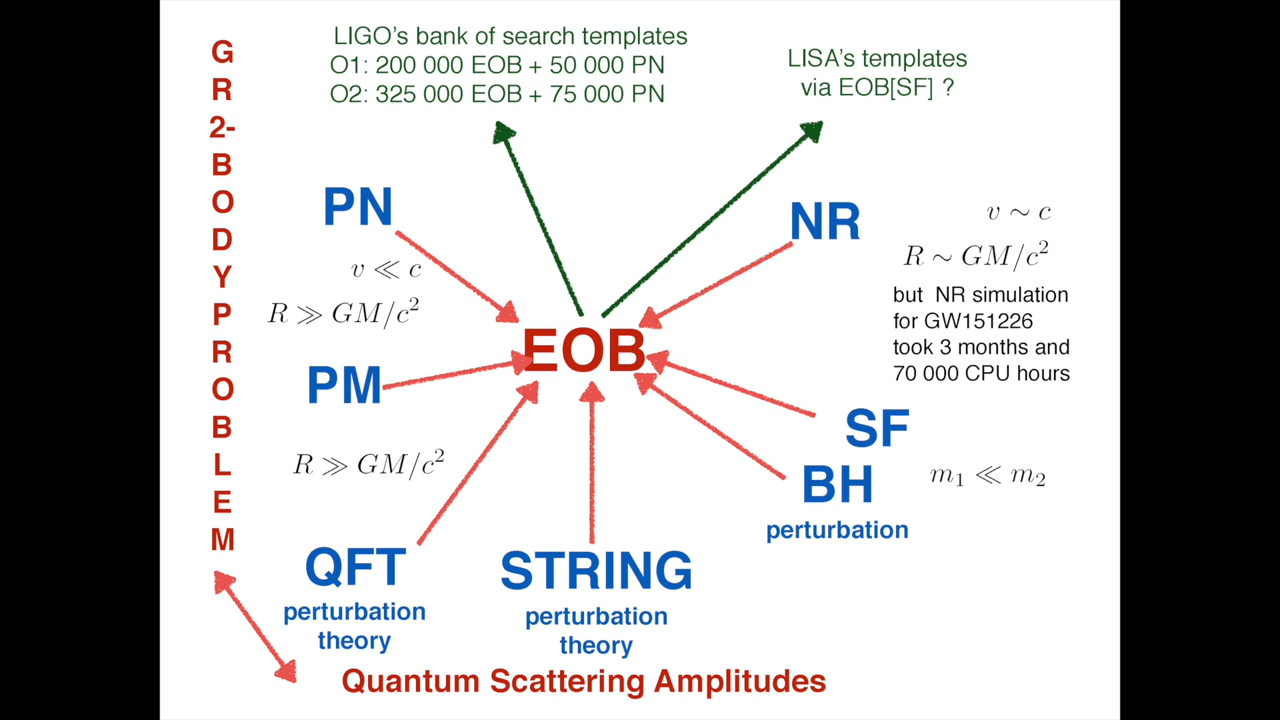 G
R
2-
B
O
D
Y
P
R
O
B
L
E
M
LIGO's bank of search templates
O1: 200 000 EOB + 50 000 PN
O2: 325 000 EOB + 75 000 PN
LISA's templates
via EOB[SF] ?
PN
v ≪ c
R ≫ GM/c²
NR
v ∼ c
R ∼ GM/c²
but NR simulation
for GW151226
took 3 months and
70 000 CPU hours
EOB
PM
R ≫ GM/c²
SF
BH
perturbation
m₁ ≪ m₂
QFT
perturbation
theory
STRING
perturbation
theory
Quantum Scattering Amplitudes